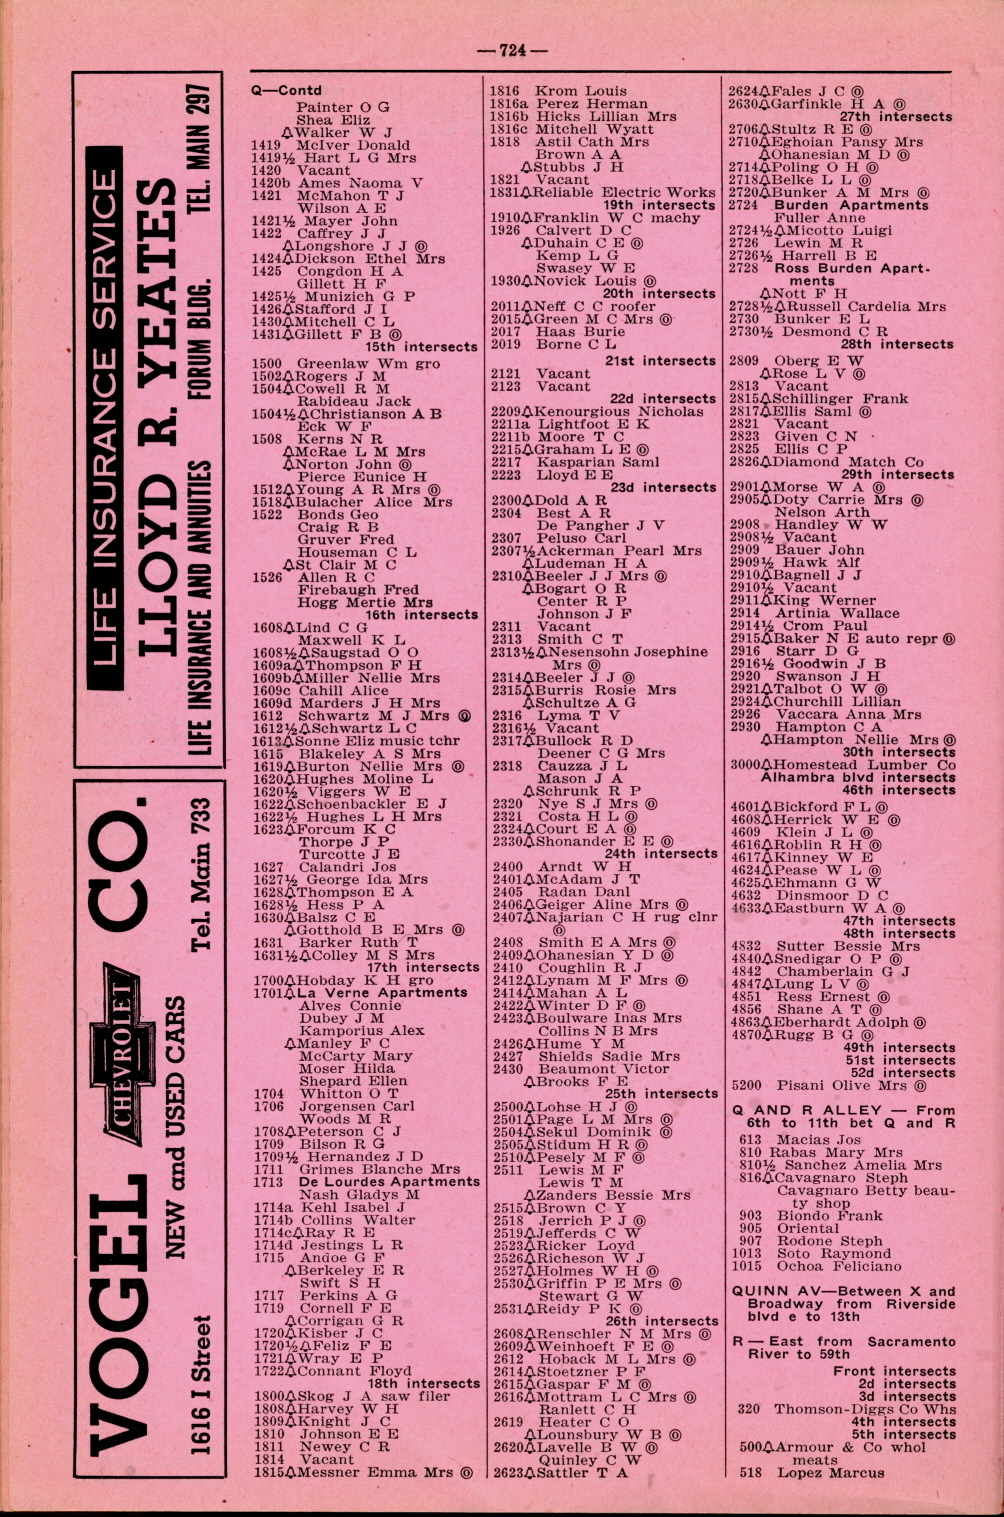 — 724 —
LIFE INSURANCE SERVICE
LLOYD R. YEATES
LIFE INSURANCE AND ANNUITIES FORUM BLDG. TEL. MAIN 297
VOGEL CHEVROLET CO.
NEW and USED CARS
1616 I Street Tel. Main 733
Q—Contd
Painter O G
Shea Eliz
△Walker W J
1419 McIver Donald
1419½ Hart L G Mrs
1420 Vacant
1420b Ames Naoma V
1421 McMahon T J
Wilson A E
1421½ Mayer John
1422 Caffrey J J
△Longshore J J ⓞ
1424△Dickson Ethel Mrs
1425 Congdon H A
Gillett H F
1425½ Munizich G P
1426△Stafford J I
1430△Mitchell C L
1431△Gillett F B ⓞ
15th intersects
1500 Greenlaw Wm gro
1502△Rogers J M
1504△Cowell R M
Rabideau Jack
1504½△Christianson A B
Eck W F
1508 Kerns N R
△McRae L M Mrs
△Norton John ⓞ
Pierce Eunice H
1512△Young A R Mrs ⓞ
1518△Bulacher Alice Mrs
1522 Bonds Geo
Craig R B
Gruver Fred
Houseman C L
△St Clair M C
1526 Allen R C
Firebaugh Fred
Hogg Mertie Mrs
16th intersects
1608△Lind C G
Maxwell K L
1608½△Saugstad O O
1609a△Thompson F H
1609b△Miller Nellie Mrs
1609c Cahill Alice
1609d Marders J H Mrs
1612 Schwartz M J Mrs ⓞ
1612½△Schwartz L C
1613△Sonne Eliz music tchr
1615 Blakeley A S Mrs
1619△Burton Nellie Mrs ⓞ
1620△Hughes Moline L
1620½ Viggers W E
1622△Schoenbackler E J
1622½ Hughes L H Mrs
1623△Forcum K C
Thorpe J P
Turcotte J E
1627 Calandri Jos
1627½ George Ida Mrs
1628△Thompson E A
1628½ Hess P A
1630△Balsz C E
△Gotthold B E Mrs ⓞ
1631 Barker Ruth T
1631½△Colley M S Mrs
17th intersects
1700△Hobday K H gro
1701△La Verne Apartments
Alves Connie
Dubey J M
Kamporius Alex
△Manley F C
McCarty Mary
Moser Hilda
Shepard Ellen
1704 Whitton O T
1706 Jorgensen Carl
Woods M R
1708△Peterson C J
1709 Bilson R G
1709½ Hernandez J D
1711 Grimes Blanche Mrs
1713 De Lourdes Apartments
Nash Gladys M
1714a Kehl Isabel J
1714b Collins Walter
1714c△Ray R E
1714d Jestings L R
1715 Andoe G F
△Berkeley E R
Swift S H
1717 Perkins A G
1719 Cornell F E
△Corrigan G R
1720△Kisber J C
1720½△Feliz F E
1721△Wray E P
1722△Connant Floyd
18th intersects
1800△Skog J A saw filer
1808△Harvey W H
1809△Knight J C
1810 Johnson E E
1811 Newey C R
1814 Vacant
1815△Messner Emma Mrs ⓞ
1816 Krom Louis
1816a Perez Herman
1816b Hicks Lillian Mrs
1816c Mitchell Wyatt
1818 Astil Cath Mrs
Brown A A
△Stubbs J H
1821 Vacant
1831△Reliable Electric Works
19th intersects
1910△Franklin W C machy
1926 Calvert D C
△Duhain C E ⓞ
Kemp L G
Swasey W E
1930△Novick Louis ⓞ
20th intersects
2011△Neff C C roofer
2015△Green M C Mrs ⓞ
2017 Haas Burie
2019 Borne C L
21st intersects
2121 Vacant
2123 Vacant
22d intersects
2209△Kenourgious Nicholas
2211a Lightfoot E K
2211b Moore T C
2215△Graham L E ⓞ
2217 Kasparian Saml
2223 Lloyd E E
23d intersects
2300△Dold A R
2304 Best A R
De Pangher J V
2307 Peluso Carl
2307½△Ackerman Pearl Mrs
△Ludeman H A
2310△Beeler J J Mrs ⓞ
△Bogart O R
Center R P
Johnson J F
2311 Vacant
2313 Smith C T
2313½△Nesensohn Josephine
Mrs ⓞ
2314△Beeler J J ⓞ
2315△Burris Rosie Mrs
△Schultze A G
2316 Lyma T V
2316½ Vacant
2317△Bullock R D
Deener C G Mrs
2318 Cauzza J L
Mason J A
△Schrunk R P
2320 Nye S J Mrs ⓞ
2321 Costa H L ⓞ
2324△Court E A ⓞ
2330△Shonander E E ⓞ
24th intersects
2400 Arndt W H
2401△McAdam J T
2405 Radan Danl
2406△Geiger Aline Mrs ⓞ
2407△Najarian C H rug clnr
ⓞ
2408 Smith E A Mrs ⓞ
2409△Ohanesian Y D ⓞ
2410 Coughlin R J
2412△Lynam M F Mrs ⓞ
2414△Mahan A L
2422△Winter D F ⓞ
2423△Boulware Inas Mrs
Collins N B Mrs
2426△Hume Y M
2427 Shields Sadie Mrs
2430 Beaumont Victor
△Brooks F E
25th intersects
2500△Lohse H J ⓞ
2501△Page L M Mrs ⓞ
2504△Sekul Dominik ⓞ
2505△Stidum H R ⓞ
2510△Pesely M F ⓞ
2511 Lewis M F
Lewis T M
△Zanders Bessie Mrs
2515△Brown C Y
2518 Jerrich P J ⓞ
2519△Jefferds C W
2523△Ricker Loyd
2526△Richeson W J
2527△Holmes W H ⓞ
2530△Griffin P E Mrs ⓞ
Stewart G W
2531△Reidy P K ⓞ
26th intersects
2608△Renschler N M Mrs ⓞ
2609△Weinhoeft F E ⓞ
2612 Hoback M L Mrs ⓞ
2614△Stoetzner P F
2615△Gaspar F M ⓞ
2616△Mottram L C Mrs ⓞ
Ranlett C H
2619 Heater C O
△Lounsbury W B ⓞ
2620△Lavelle B W ⓞ
Quinley C W
2623△Sattler T A
2624△Fales J C ⓞ
2630△Garfinkle H A ⓞ
27th intersects
2706△Stultz R E ⓞ
2710△Eghoian Pansy Mrs
△Ohanesian M D ⓞ
2714△Poling O H ⓞ
2718△Belke L L ⓞ
2720△Bunker A M Mrs ⓞ
2724 Burden Apartments
Fuller Anne
2724½△Micotto Luigi
2726 Lewin M R
2726½ Harrell B E
2728 Ross Burden Apart-
ments
△Nott F H
2728½△Russell Cardelia Mrs
2730 Bunker E L
2730½ Desmond C R
28th intersects
2809 Oberg E W
△Rose L V ⓞ
2813 Vacant
2815△Schillinger Frank
2817△Ellis Saml ⓞ
2821 Vacant
2823 Given C N
2825 Ellis C P
2826△Diamond Match Co
29th intersects
2901△Morse W A ⓞ
2905△Doty Carrie Mrs ⓞ
Nelson Arth
2908 Handley W W
2908½ Vacant
2909 Bauer John
2909½ Hawk Alf
2910△Bagnell J J
2910½ Vacant
2911△King Werner
2914 Artinia Wallace
2914½ Crom Paul
2915△Baker N E auto repr ⓞ
2916 Starr D G
2916½ Goodwin J B
2920 Swanson J H
2921△Talbot O W ⓞ
2924△Churchill Lillian
2926 Vaccara Anna Mrs
2930 Hampton C A
△Hampton Nellie Mrs ⓞ
30th intersects
3000△Homestead Lumber Co
Alhambra blvd intersects
46th intersects
4601△Bickford F L ⓞ
4608△Herrick W E ⓞ
4609 Klein J L ⓞ
4616△Roblin R H ⓞ
4617△Kinney W E
4624△Pease W L ⓞ
4625△Ehmann G W
4632 Dinsmoor D C
4633△Eastburn W A ⓞ
47th intersects
48th intersects
4832 Sutter Bessie Mrs
4840△Snedigar O P ⓞ
4842 Chamberlain G J
4847△Lung L V ⓞ
4851 Ress Ernest ⓞ
4856 Shane A T ⓞ
4863△Eberhardt Adolph ⓞ
4870△Rugg B G ⓞ
49th intersects
51st intersects
52d intersects
5200 Pisani Olive Mrs ⓞ
Q AND R ALLEY — From
6th to 11th bet Q and R
613 Macias Jos
810 Rabas Mary Mrs
810½ Sanchez Amelia Mrs
816△Cavagnaro Steph
Cavagnaro Betty beau-
ty shop
903 Biondo Frank
905 Oriental
907 Rodone Steph
1013 Soto Raymond
1015 Ochoa Feliciano
QUINN AV—Between X and
Broadway from Riverside
blvd e to 13th
R — East from Sacramento
River to 59th
Front intersects
2d intersects
3d intersects
320 Thomson-Diggs Co Whs
4th intersects
5th intersects
500△Armour & Co whol
meats
518 Lopez Marcus